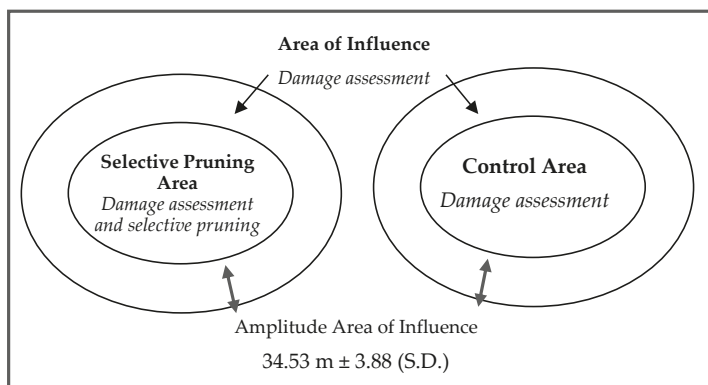 Area of Influence
Damage assessment
Selective Pruning
Area
Damage assessment
and selective pruning
Control Area
Damage assessment
Amplitude Area of Influence
34.53 m ± 3.88 (S.D.)